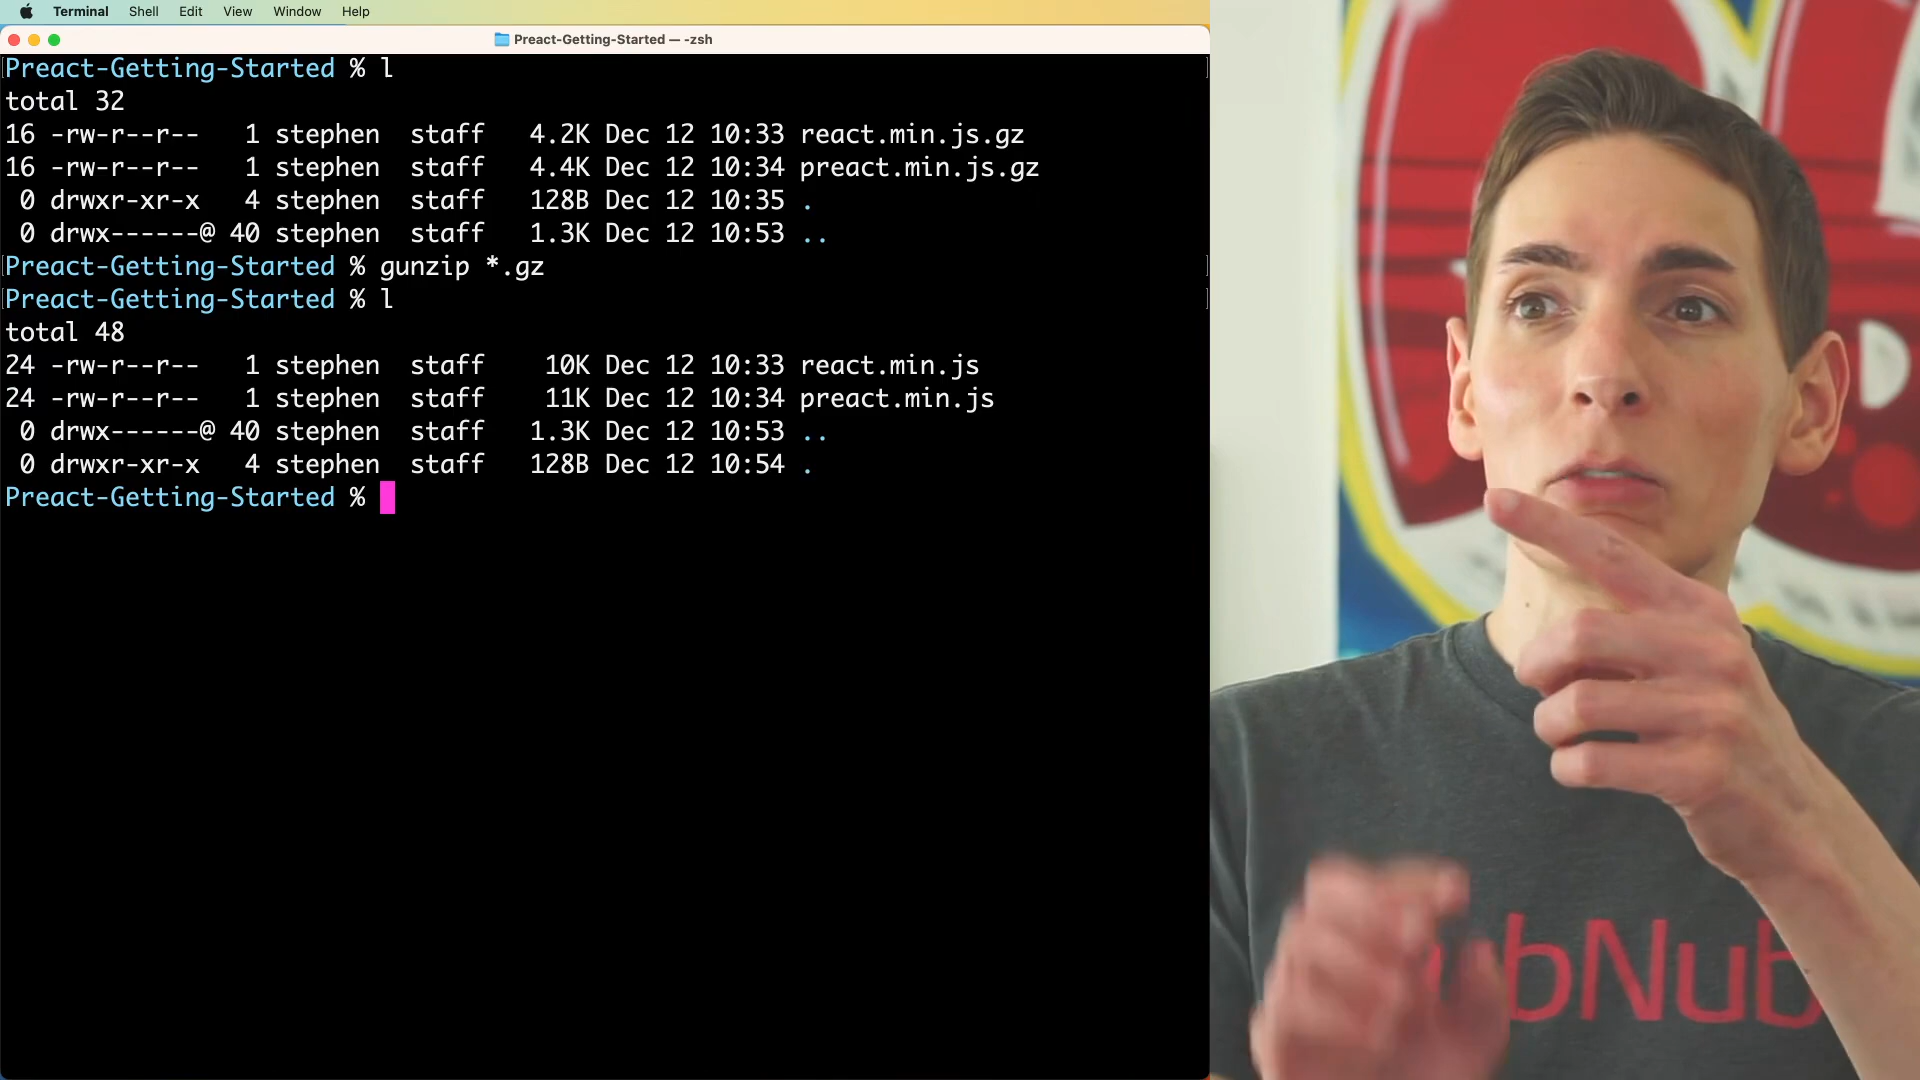 Terminal Shell Edit View Window Help
Preact-Getting-Started — -zsh
Preact-Getting-Started % l
total 32
16 -rw-r--r-- 1 stephen staff 4.2K Dec 12 10:33 react.min.js.gz
16 -rw-r--r-- 1 stephen staff 4.4K Dec 12 10:34 preact.min.js.gz
0 drwxr-xr-x 4 stephen staff 128B Dec 12 10:35 .
0 drwx------@ 40 stephen staff 1.3K Dec 12 10:53 ..
Preact-Getting-Started % gunzip *.gz
Preact-Getting-Started % l
total 48
24 -rw-r--r-- 1 stephen staff 10K Dec 12 10:33 react.min.js
24 -rw-r--r-- 1 stephen staff 11K Dec 12 10:34 preact.min.js
0 drwx------@ 40 stephen staff 1.3K Dec 12 10:53 ..
0 drwxr-xr-x 4 stephen staff 128B Dec 12 10:54 .
Preact-Getting-Started %
bNub